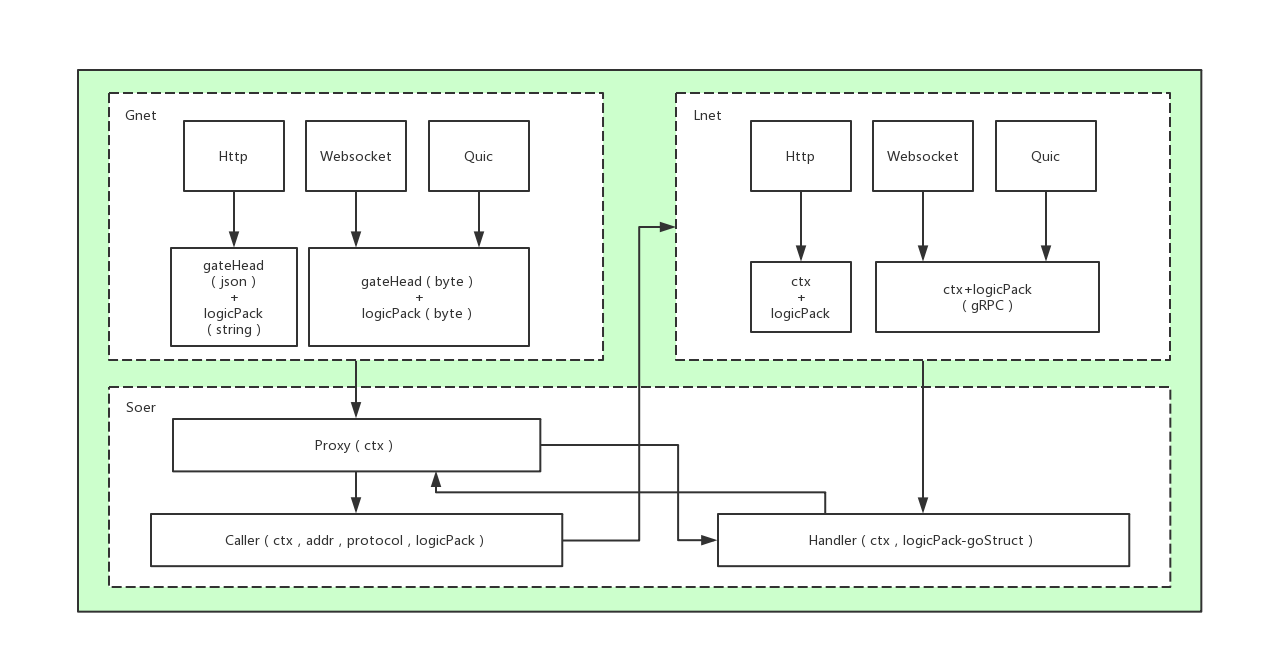 Gnet
Http
Websocket
Quic
gateHead
( json )
+
logicPack
( string )
gateHead ( byte )
+
logicPack ( byte )
Lnet
Http
Websocket
Quic
ctx
+
logicPack
ctx+logicPack
( gRPC )
Soer
Proxy ( ctx )
Caller ( ctx , addr , protocol , logicPack )
Handler ( ctx , logicPack-goStruct )